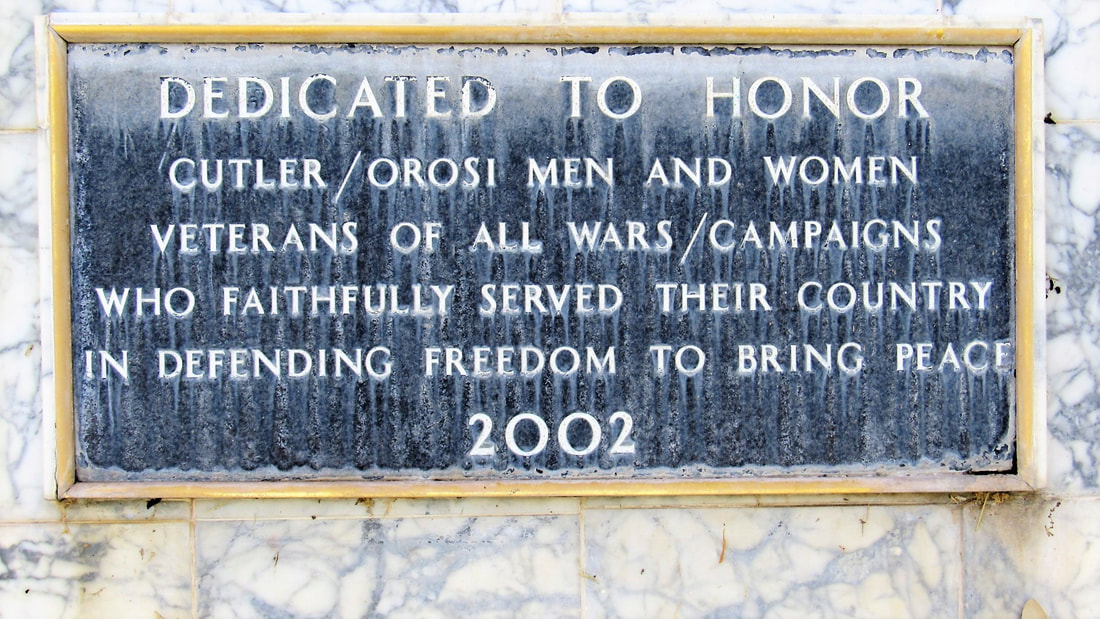 DEDICATED TO HONOR
CUTLER/OROSI MEN AND WOMEN
VETERANS OF ALL WARS/CAMPAIGNS
WHO FAITHFULLY SERVED THEIR COUNTRY
IN DEFENDING FREEDOM TO BRING PEACE
2002